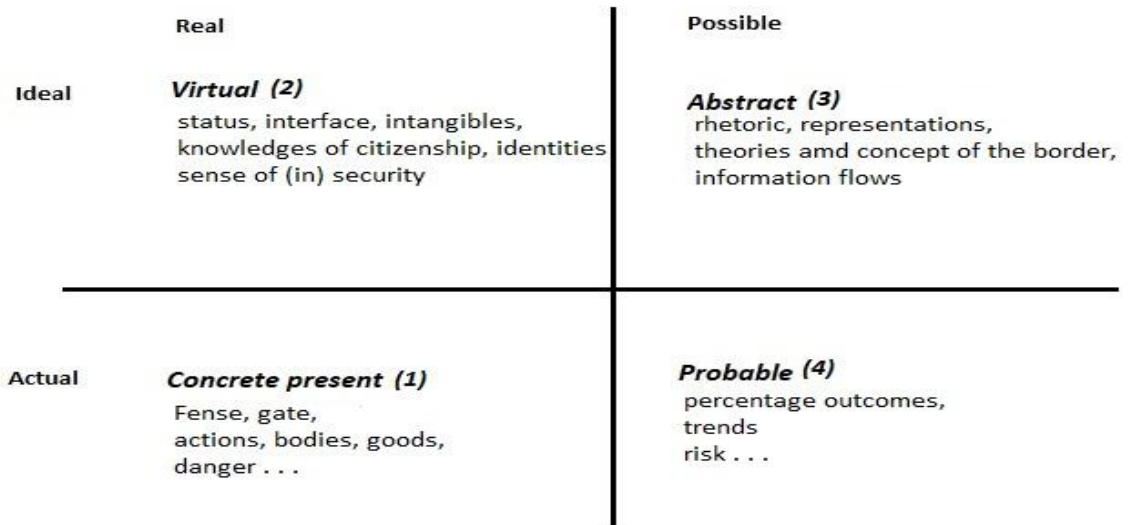 Real
Possible
Ideal
Virtual (2)
status, interface, intangibles,
knowledges of citizenship, identities
sense of (in) security
Abstract (3)
rhetoric, representations,
theories amd concept of the border,
information flows
Actual
Concrete present (1)
Fense, gate,
actions, bodies, goods,
danger . . .
Probable (4)
percentage outcomes,
trends
risk . . .